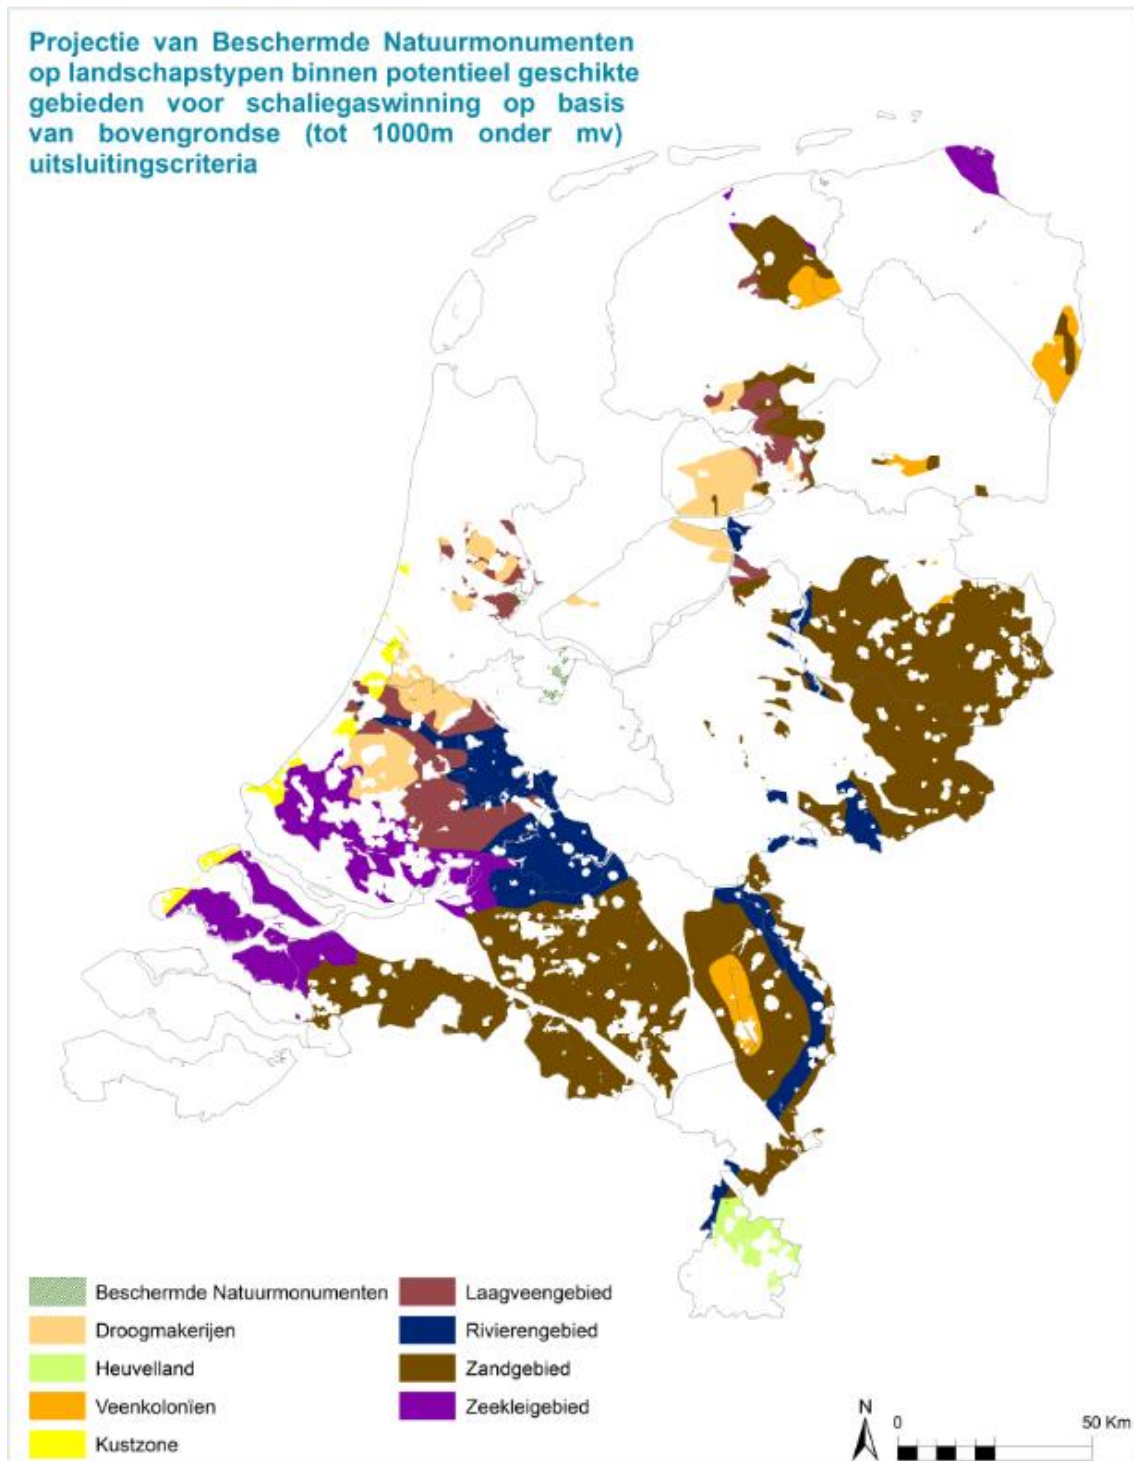 Projectie van Beschermde Natuurmonumenten
op landschapstypen binnen potentieel geschikte
gebieden voor schaliegaswinning op basis
van bovengrondse (tot 1000m onder mv)
uitsluitingscriteria
Beschermde Natuurmonumenten
Droogmakerijen
Heuvelland
Veenkolonïen
Kustzone
Laagveengebied
Rivierengebied
Zandgebied
Zeekleigebied
N
0 50 Km